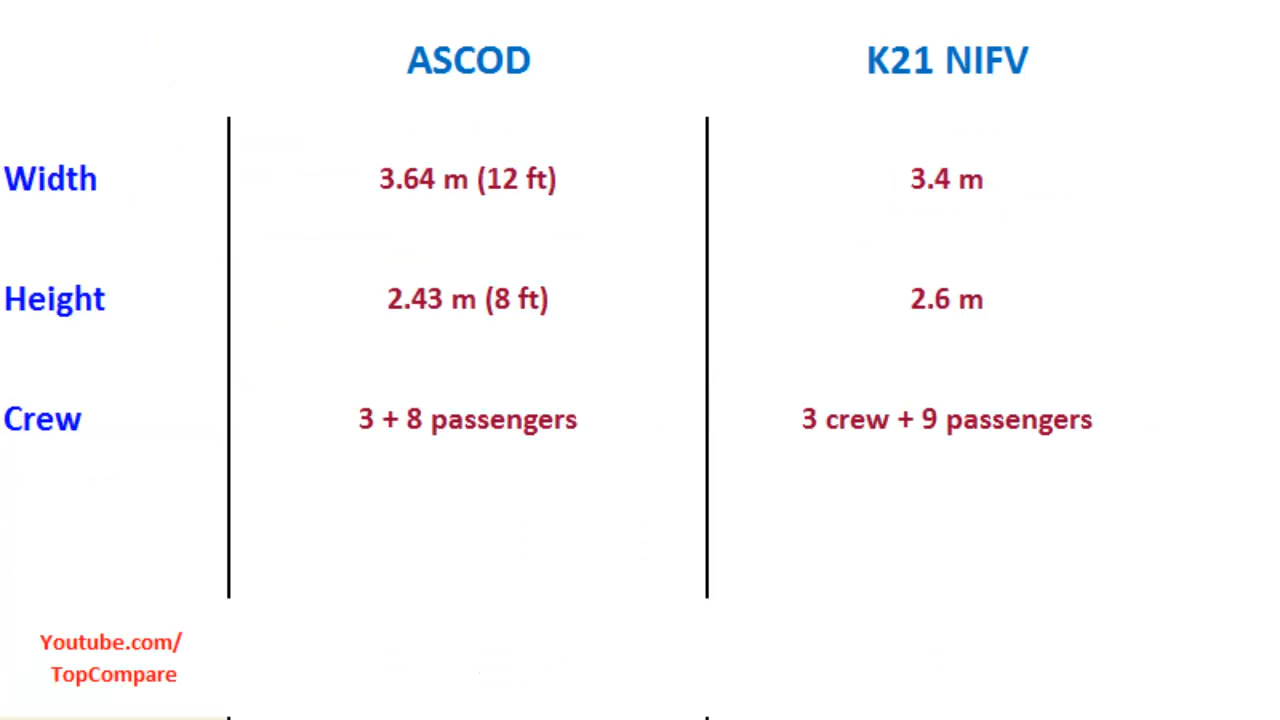 ASCOD K21 NIFV
Width 3.64 m (12 ft) 3.4 m
Height 2.43 m (8 ft) 2.6 m
Crew 3 + 8 passengers 3 crew + 9 passengers
Youtube.com/
TopCompare